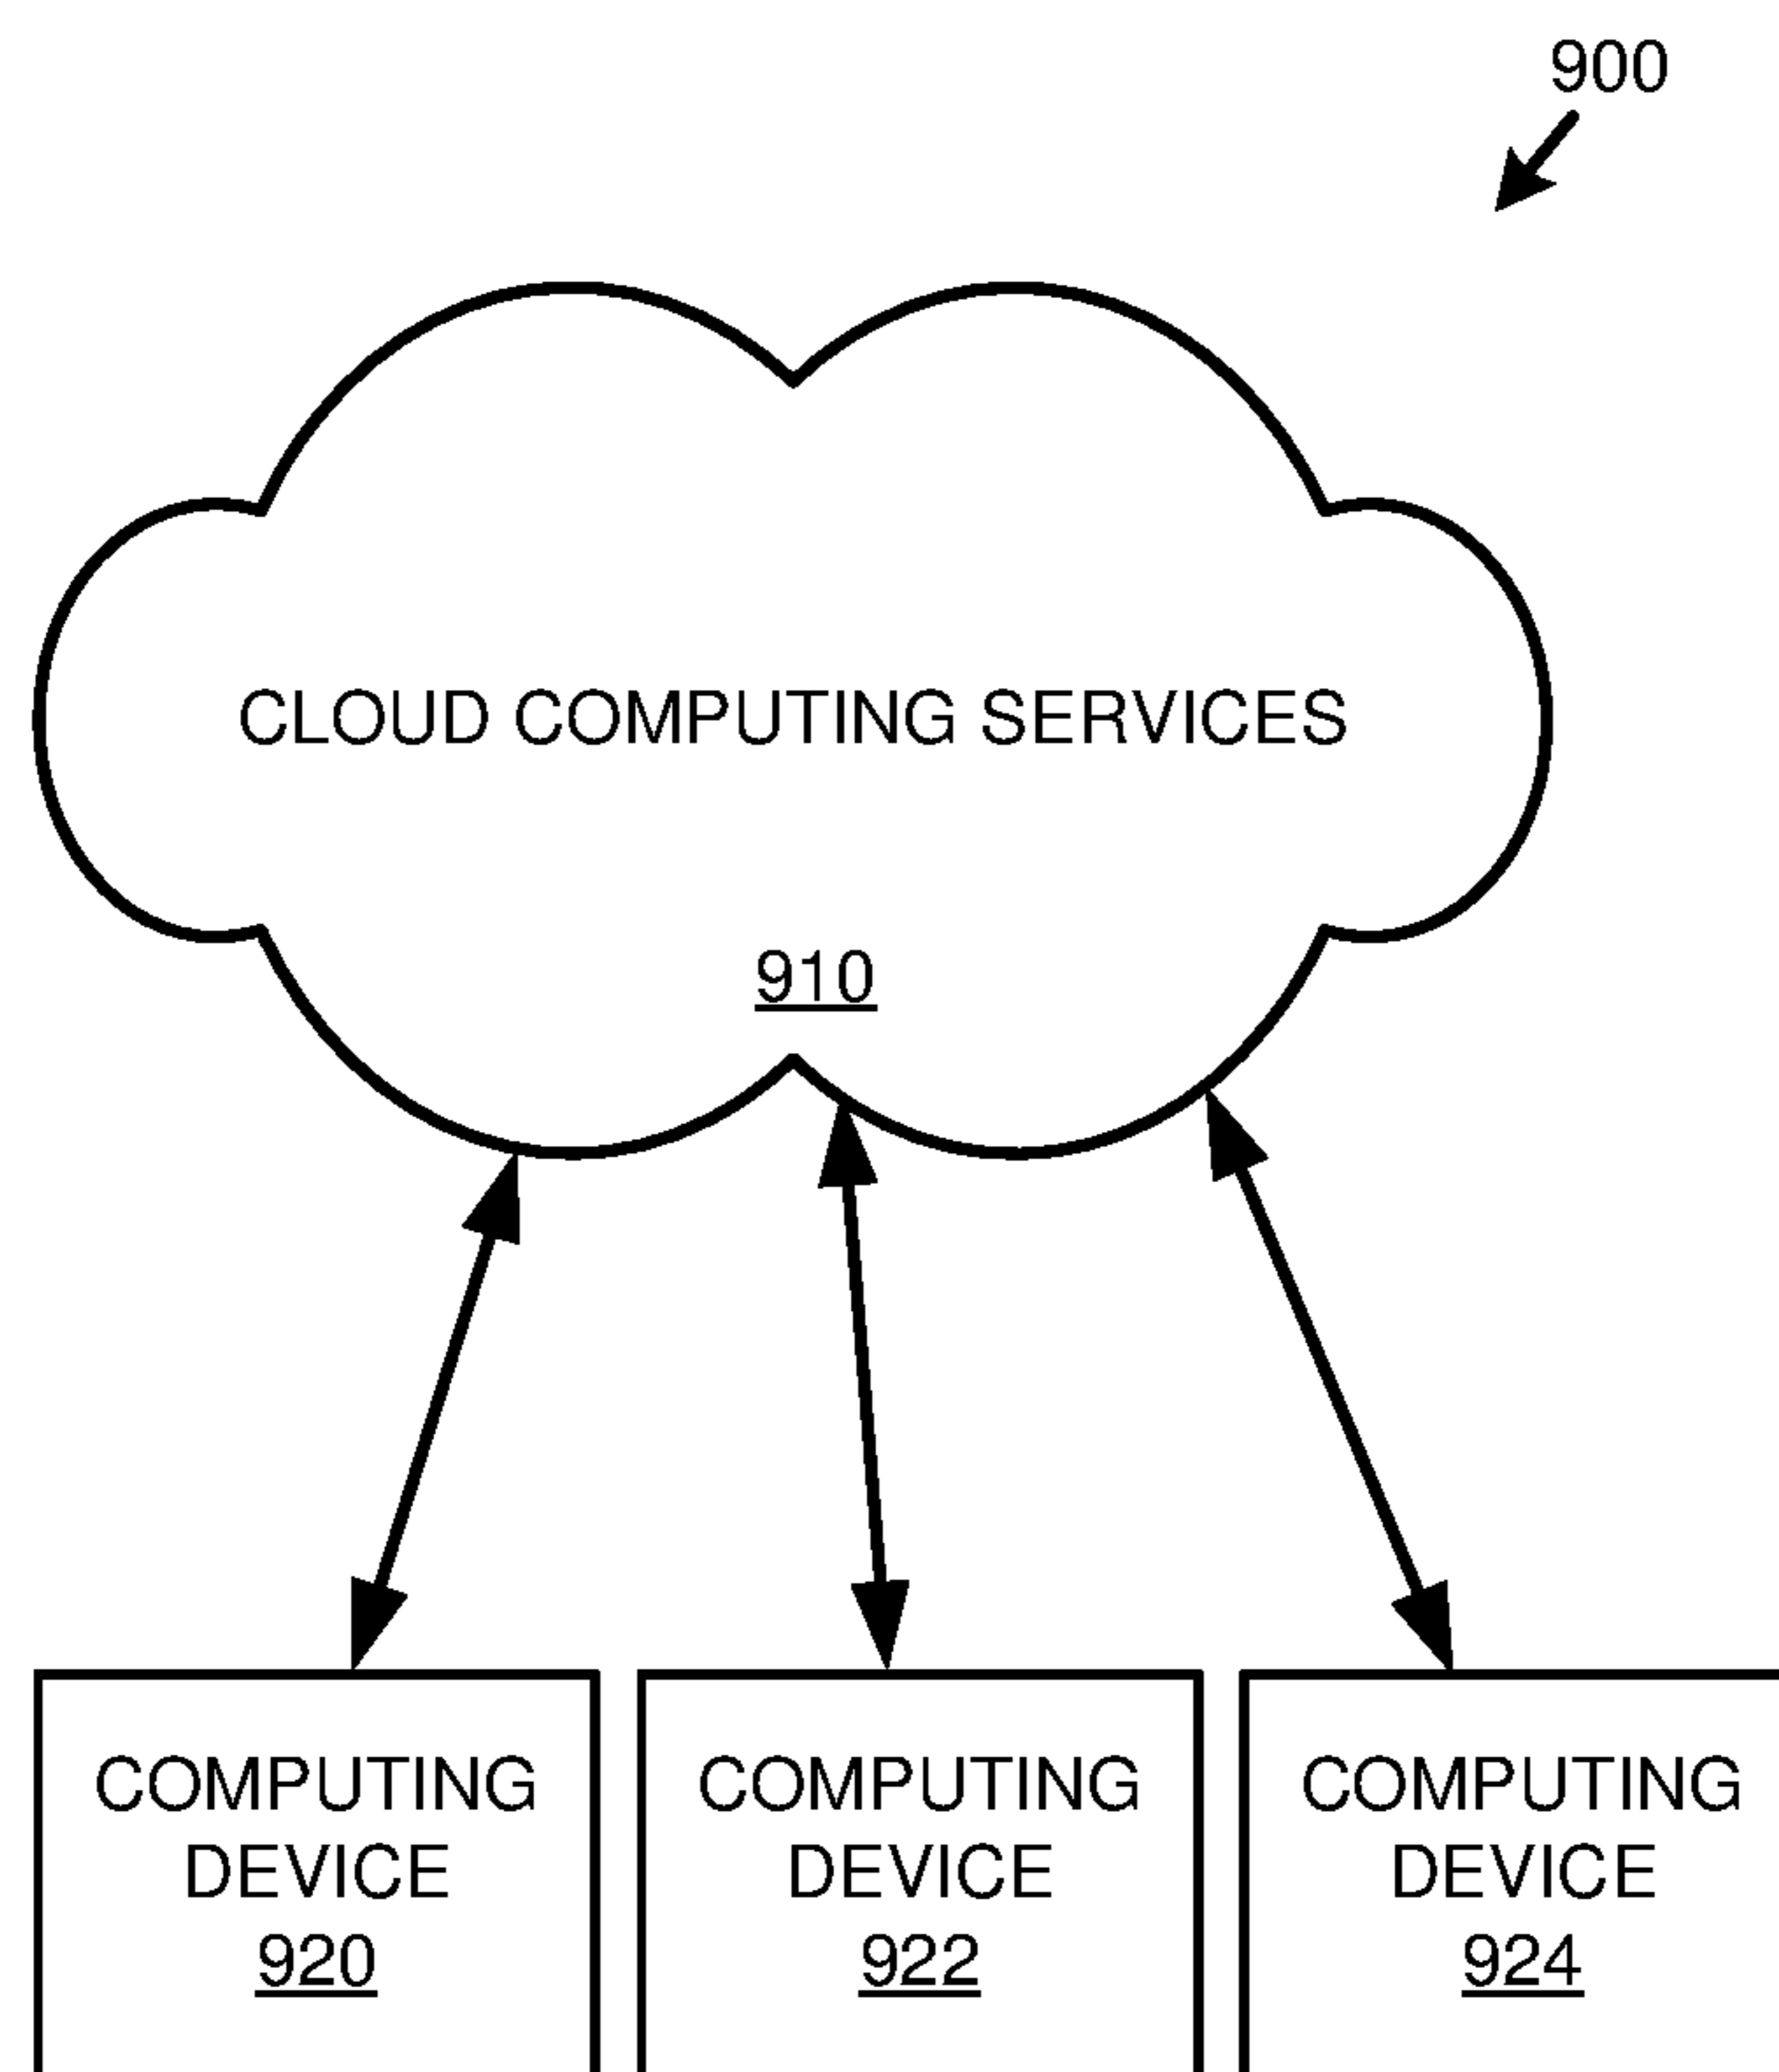 900
CLOUD COMPUTING SERVICES
910
COMPUTING
DEVICE
920
COMPUTING
DEVICE
922
COMPUTING
DEVICE
924